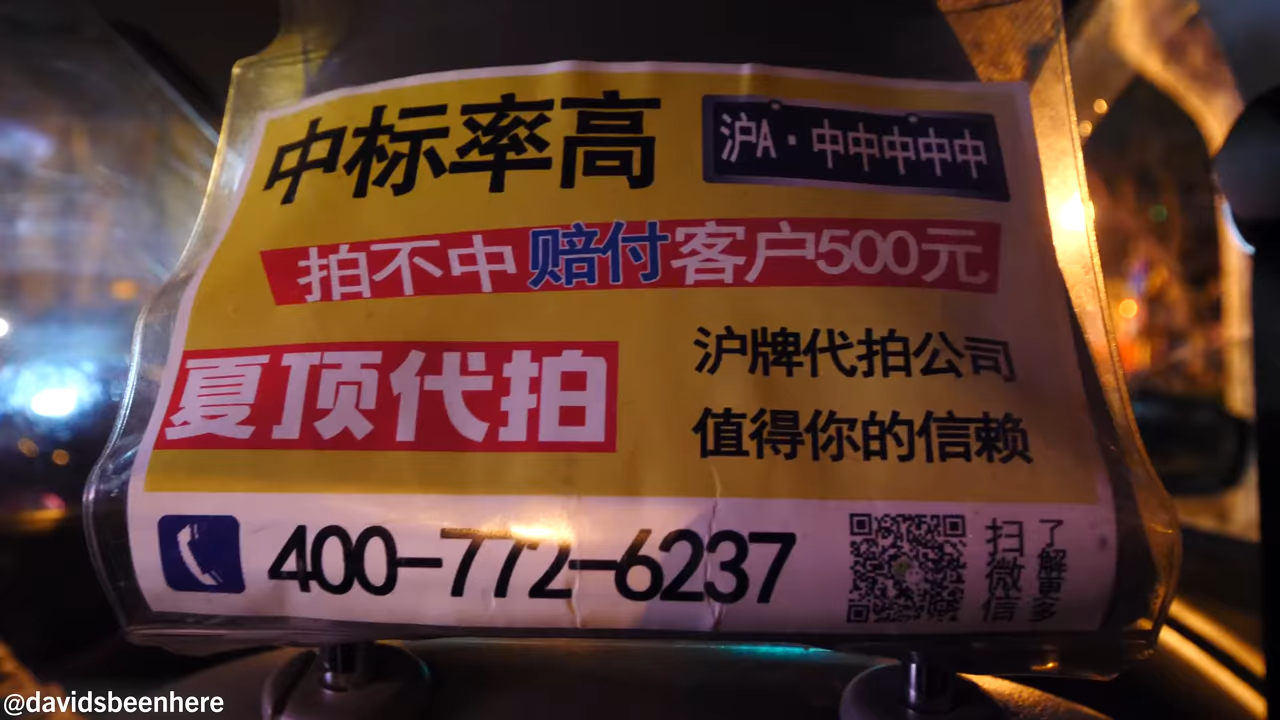 中标率高
沪A·中中中中中
拍不中赔付客户500元
夏顶代拍
沪牌代拍公司
值得你的信赖
400-772-6237
扫微信
了解更多
@davidsbeenhere